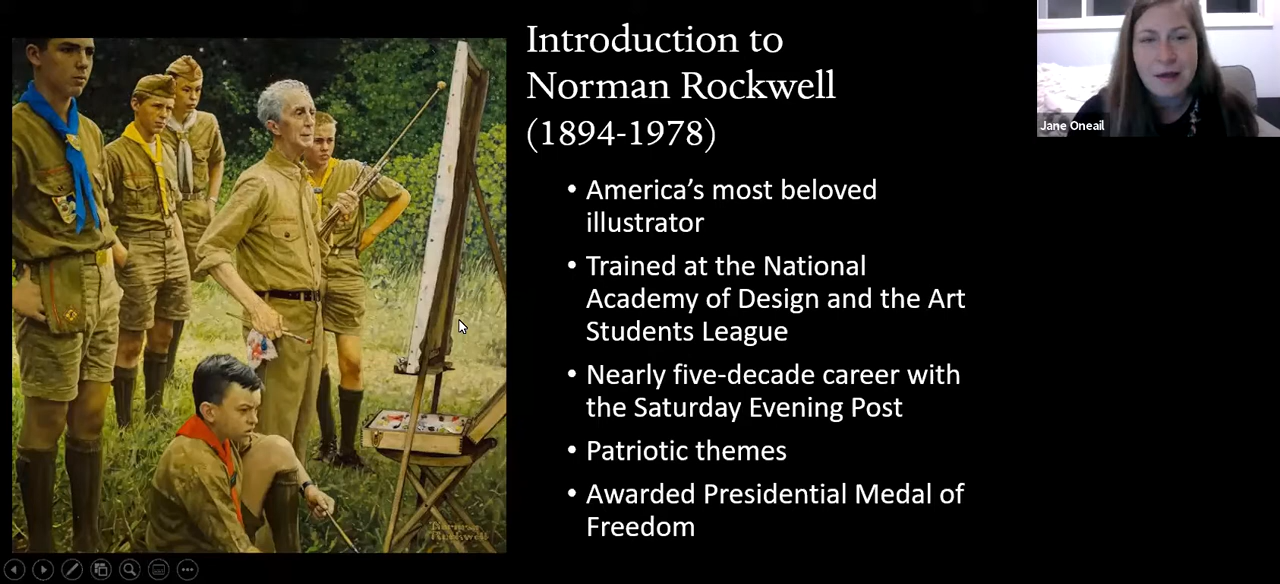 Introduction to
Norman Rockwell
(1894-1978)
• America’s most beloved
illustrator
• Trained at the National
Academy of Design and the Art
Students League
• Nearly five-decade career with
the Saturday Evening Post
• Patriotic themes
• Awarded Presidential Medal of
Freedom
Jane Oneail
Norman
Rockwell